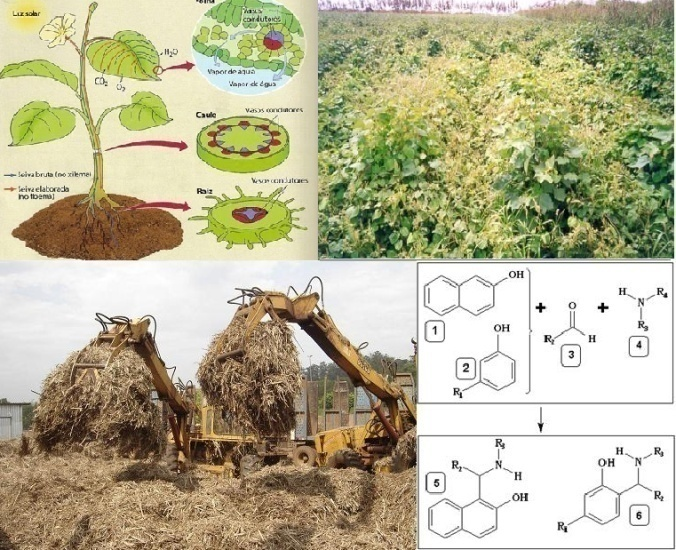 Luz solar
Folha
Vasos
condutores
H₂O
CO₂
O₂
Vapor de água
Vapor de água
Caule
Vasos condutores
Seiva bruta (no xilema)
Seiva elaborada
(no floema)
Raiz
Vasos condutores
OH
1
OH
2
R₁
+
O
R₂
H
3
+
H
N
R₄
R₃
4
R₃
R₂
N
H
5
OH
H
N
R₃
OH
R₂
6